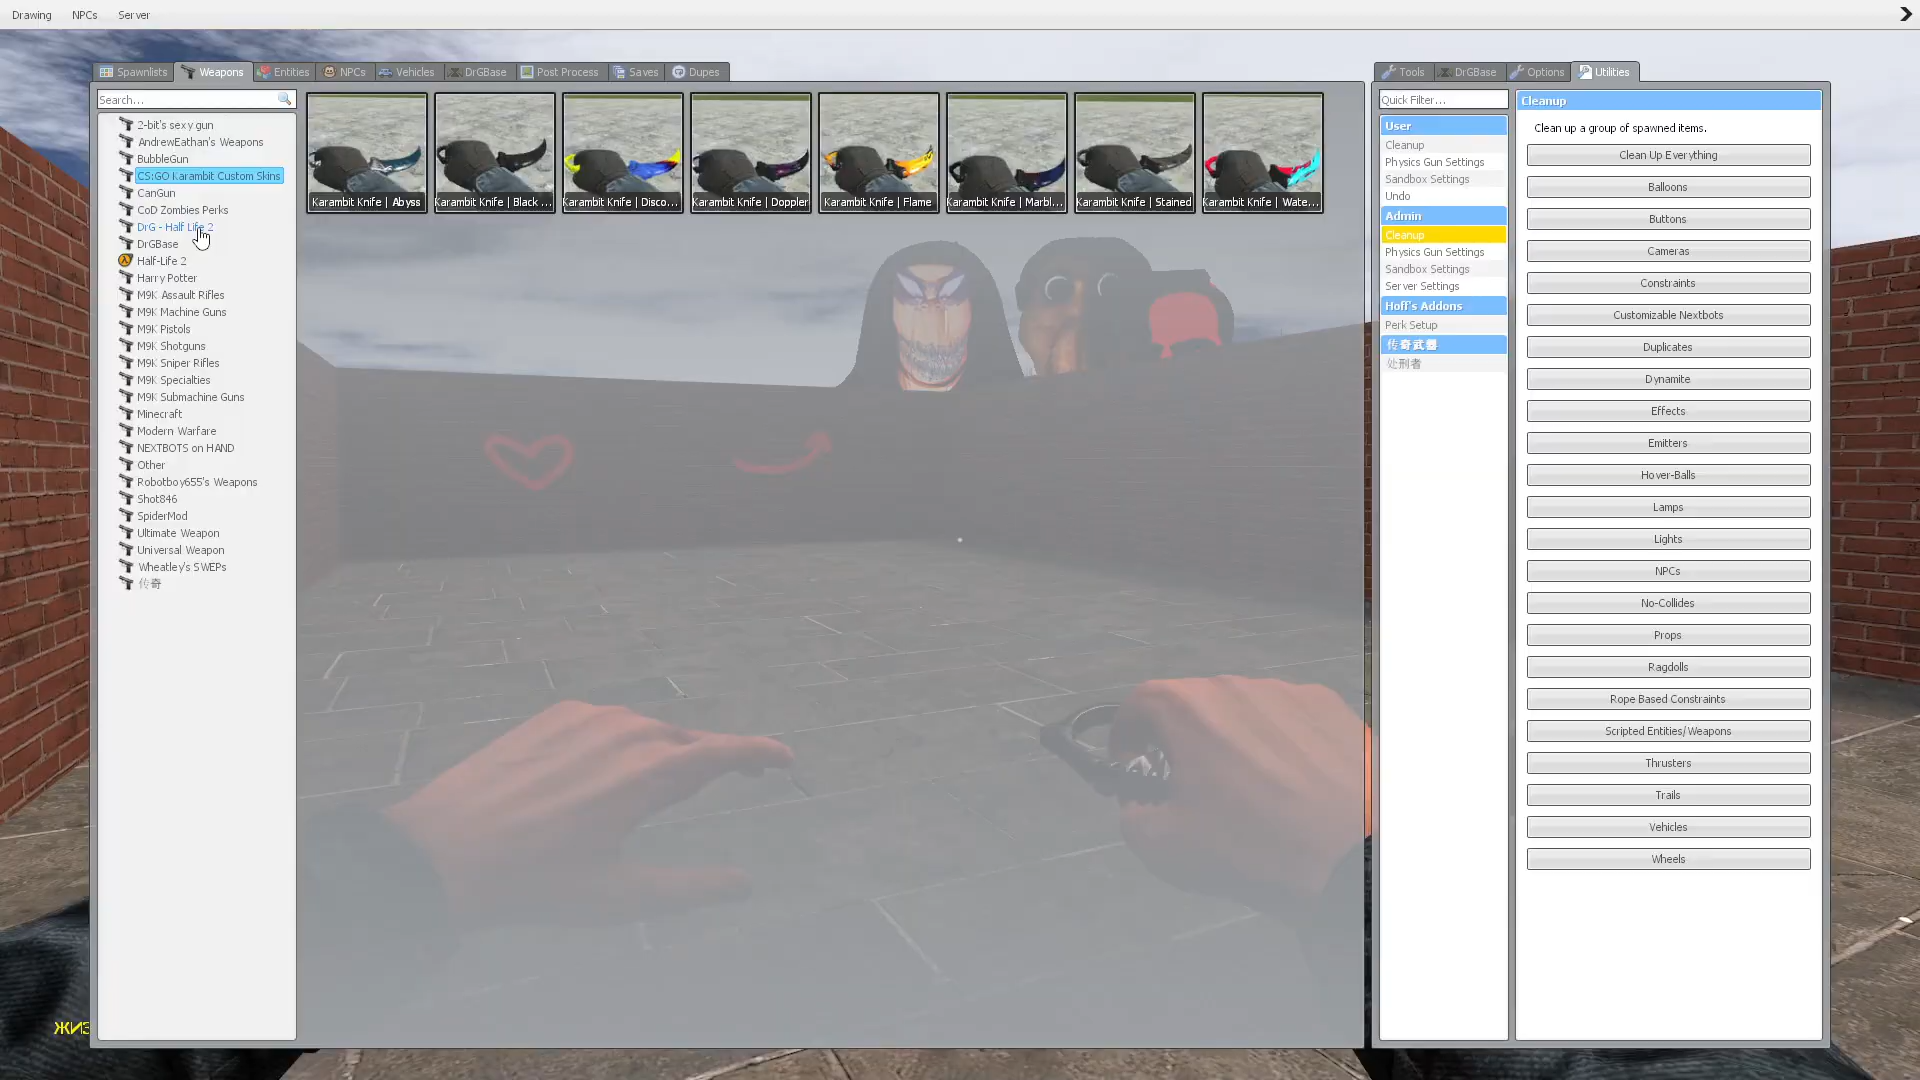 Drawing NPCs Server
Spawnlists Weapons Entities NPCs Vehicles DrGBase Post Process Saves Dupes
Search...
2-bit's sexy gun
AndrewEathan's Weapons
BubbleGun
CS:GO Karambit Custom Skins
CanGun
CoD Zombies Perks
DrG - Half Life 2
DrGBase
Half-Life 2
Harry Potter
M9K Assault Rifles
M9K Machine Guns
M9K Pistols
M9K Shotguns
M9K Sniper Rifles
M9K Specialties
M9K Submachine Guns
Minecraft
Modern Warfare
NEXTBOTS on HAND
Other
Robotboy655's Weapons
Shot846
SpiderMod
Ultimate Weapon
Universal Weapon
Wheatley's SWEPs
传奇
Karambit Knife | Abyss
Karambit Knife | Black ...
Karambit Knife | Disco...
Karambit Knife | Doppler
Karambit Knife | Flame
Karambit Knife | Marbl...
Karambit Knife | Stained
Karambit Knife | Wate...
Tools DrGBase Options Utilities
Quick Filter...
User
Cleanup
Physics Gun Settings
Sandbox Settings
Undo
Admin
Cleanup
Physics Gun Settings
Sandbox Settings
Server Settings
Hoff's Addons
Perk Setup
传奇武器
处刑者
Cleanup
Clean up a group of spawned items.
Clean Up Everything
Balloons
Buttons
Cameras
Constraints
Customizable Nextbots
Duplicates
Dynamite
Effects
Emitters
Hover-Balls
Lamps
Lights
NPCs
No-Collides
Props
Ragdolls
Rope Based Constraints
Scripted Entities/Weapons
Thrusters
Trails
Vehicles
Wheels
ЖИЗ